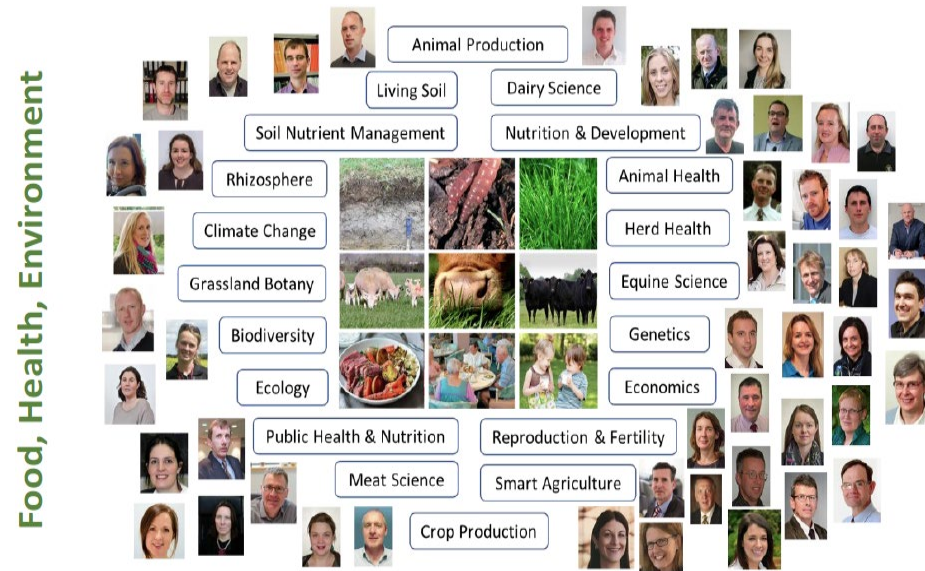 Food, Health, Environment
Animal Production
Living Soil
Dairy Science
Soil Nutrient Management
Nutrition & Development
Rhizosphere
Animal Health
Climate Change
Herd Health
Grassland Botany
Equine Science
Biodiversity
Genetics
Ecology
Economics
Public Health & Nutrition
Reproduction & Fertility
Meat Science
Smart Agriculture
Crop Production